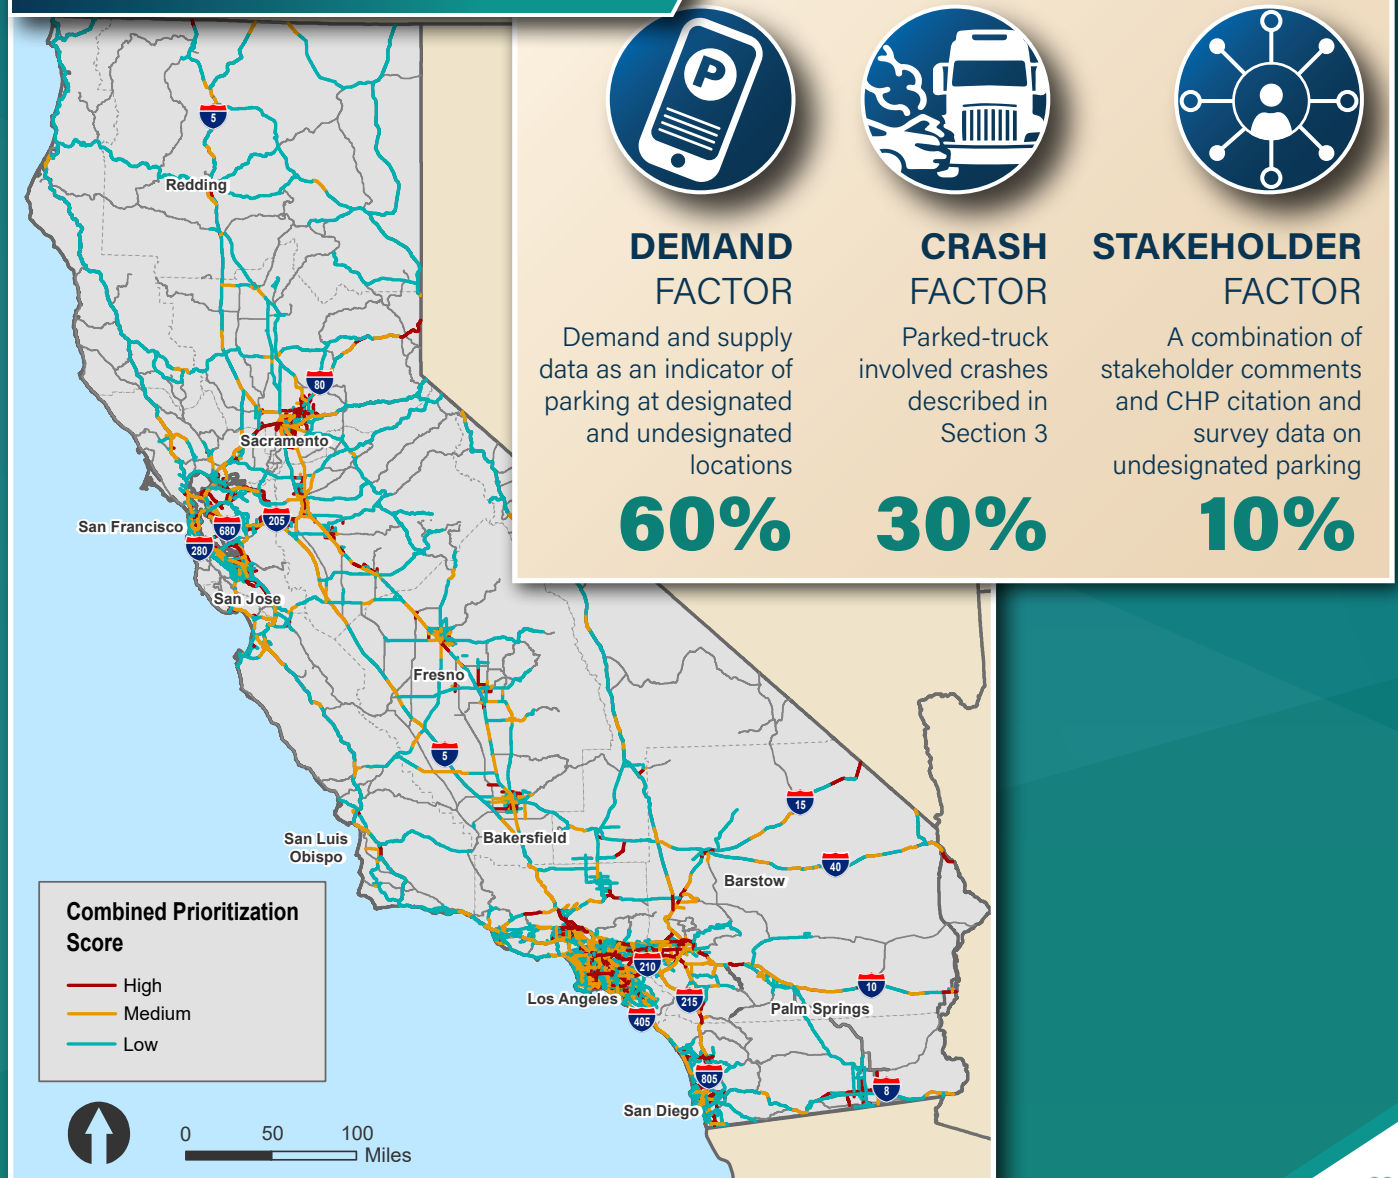 P
DEMAND
FACTOR
Demand and supply
data as an indicator of
parking at designated
and undesignated
locations
60%
CRASH
FACTOR
Parked-truck
involved crashes
described in
Section 3
30%
STAKEHOLDER
FACTOR
A combination of
stakeholder comments
and CHP citation and
survey data on
undesignated parking
10%
5
Redding
80
Sacramento
San Francisco
680
205
280
San Jose
Fresno
5
15
San Luis
Obispo
Bakersfield
40
Barstow
210
10
Los Angeles
215
Palm Springs
405
805
8
San Diego
Combined Prioritization
Score
High
Medium
Low
0 50 100
Miles